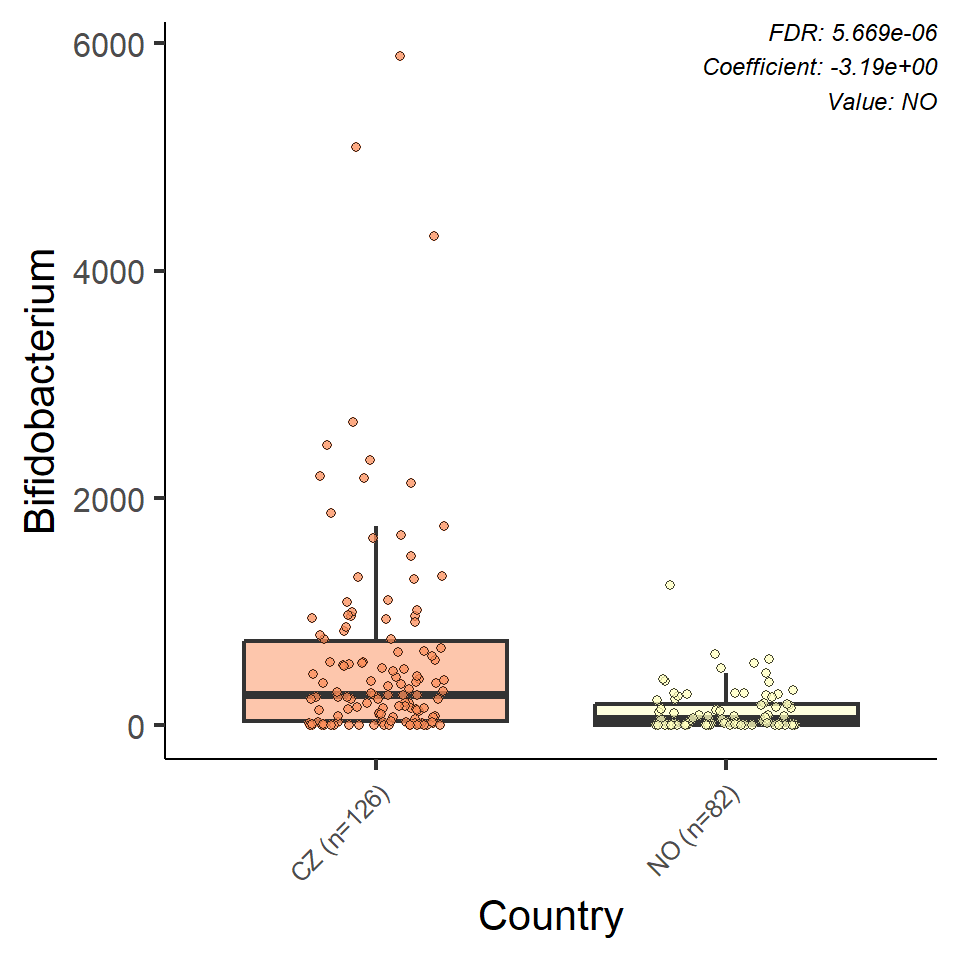 FDR: 5.669e-06
Coefficient: -3.19e+00
Value: NO
6000
4000
2000
0
Bifidobacterium
CZ (n=126)
NO (n=82)
Country